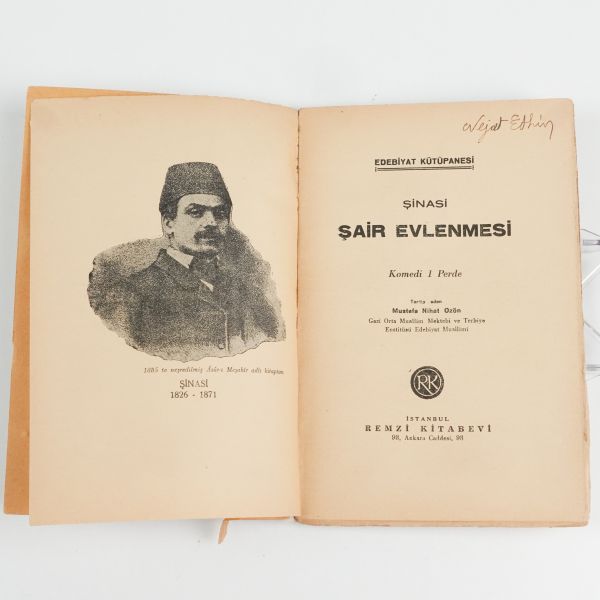 1885 te neşredilmiş Âsâr-ı Meşahir adlı kitaptan
ŞİNASİ
1826 - 1871
Nejat Ethin
EDEBİYAT KÜTÜPANESİ
ŞİNASİ
ŞAİR EVLENMESİ
Komedi 1 Perde
Tertip eden
Mustafa Nihat Özön
Gazi Orta Muallim Mektebi ve Terbiye
Enstitüsü Edebiyat Muallimi
RK
İSTANBUL
REMZİ KİTABEVİ
98, Ankara Caddesi, 98